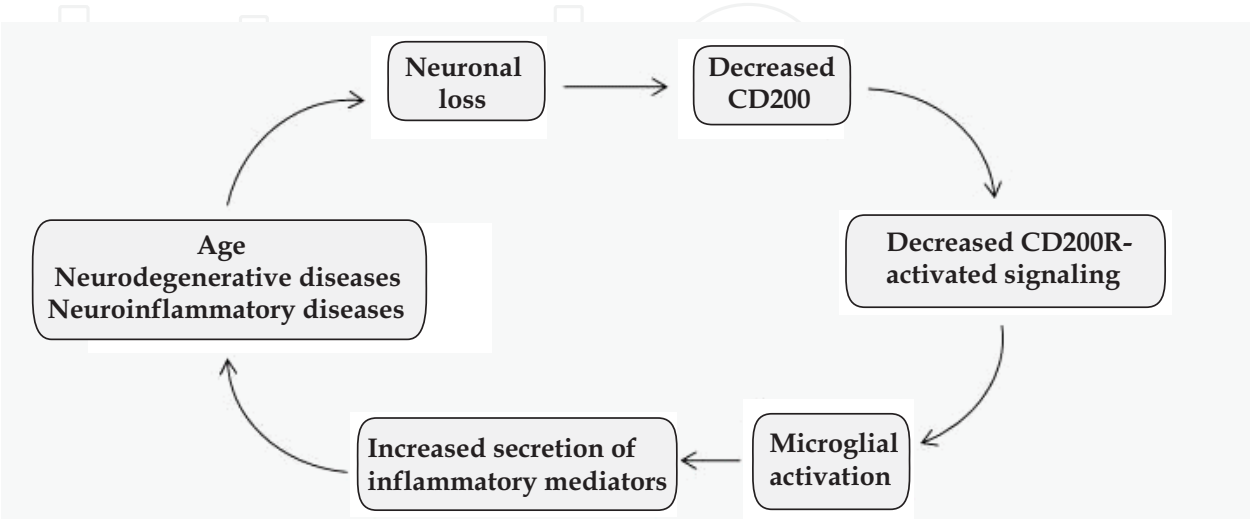 Neuronal
loss
Decreased
CD200
Decreased CD200R-
activated signaling
Microglial
activation
Increased secretion of
inflammatory mediators
Age
Neurodegenerative diseases
Neuroinflammatory diseases